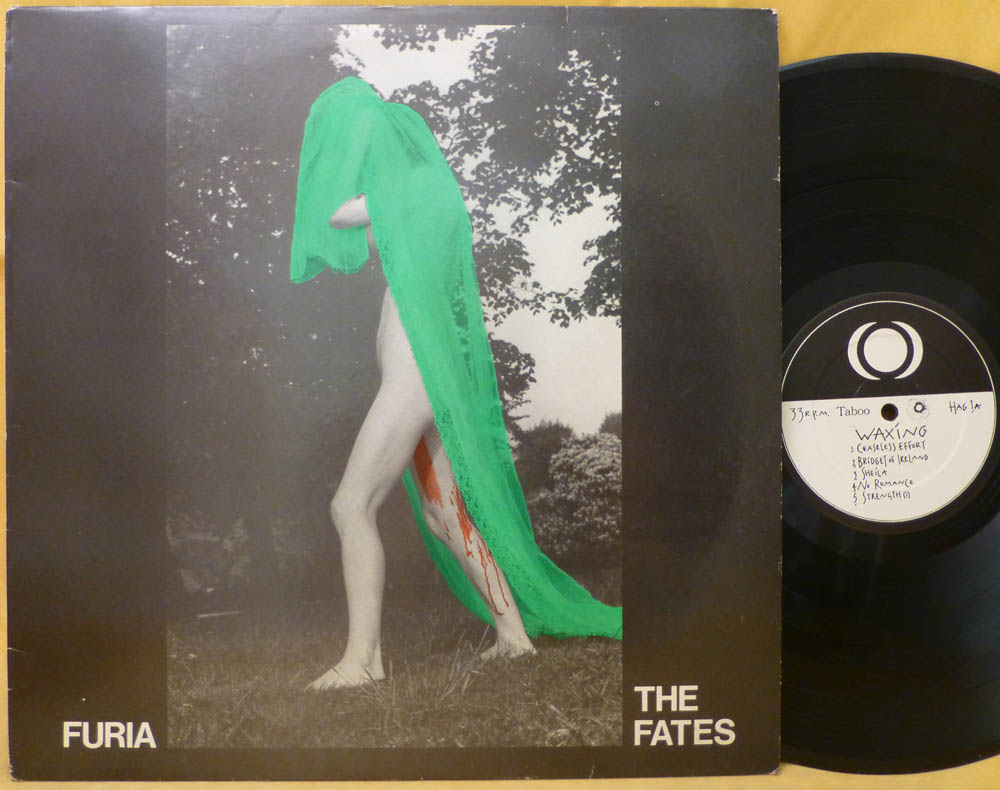 FURIA
THE
FATES
33 R.P.M. Taboo HAG 1A
WAXING
1 CEASELESS EFFORT
2 BRIDGET OF IRELAND
3 SHEILA
4 NO ROMANCE
5 STRENGTH (1)